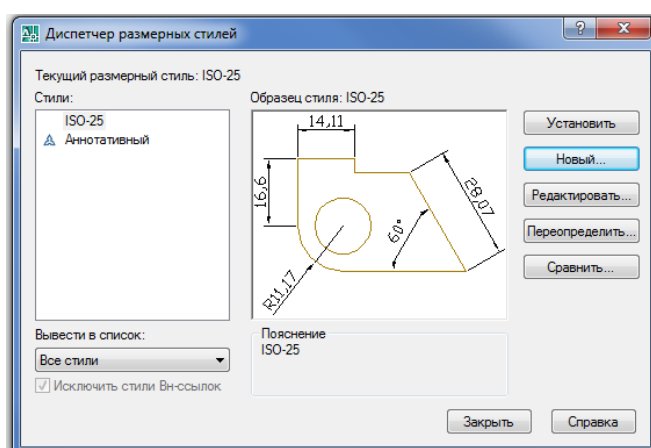 Диспетчер размерных стилей
Текущий размерный стиль: ISO-25
Стили:
ISO-25
Аннотативный
Образец стиля: ISO-25
14,11
16,6
28,07
60°
R11,17
Установить
Новый...
Редактировать...
Переопределить...
Сравнить...
Вывести в список:
Все стили
Исключить стили Вн-ссылок
Пояснение
ISO-25
Закрыть
Справка